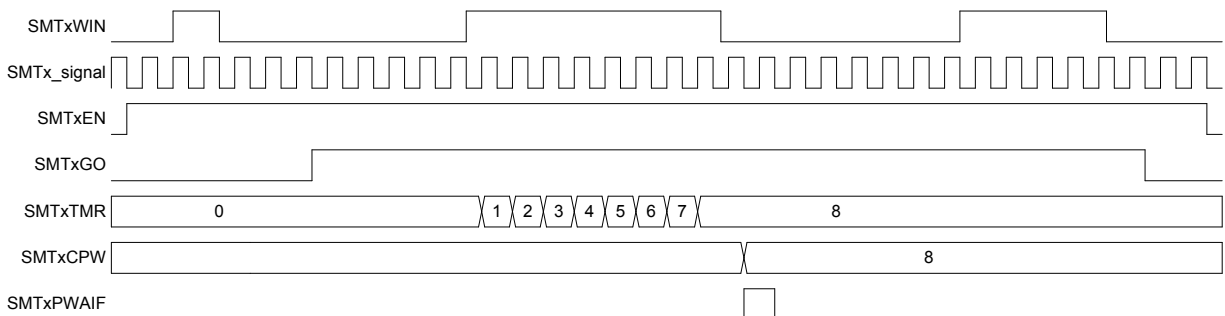 SMTxWIN
SMTx_signal
SMTxEN
SMTxGO
SMTxTMR 0 1 2 3 4 5 6 7 8
SMTxCPW 8
SMTxPWAIF